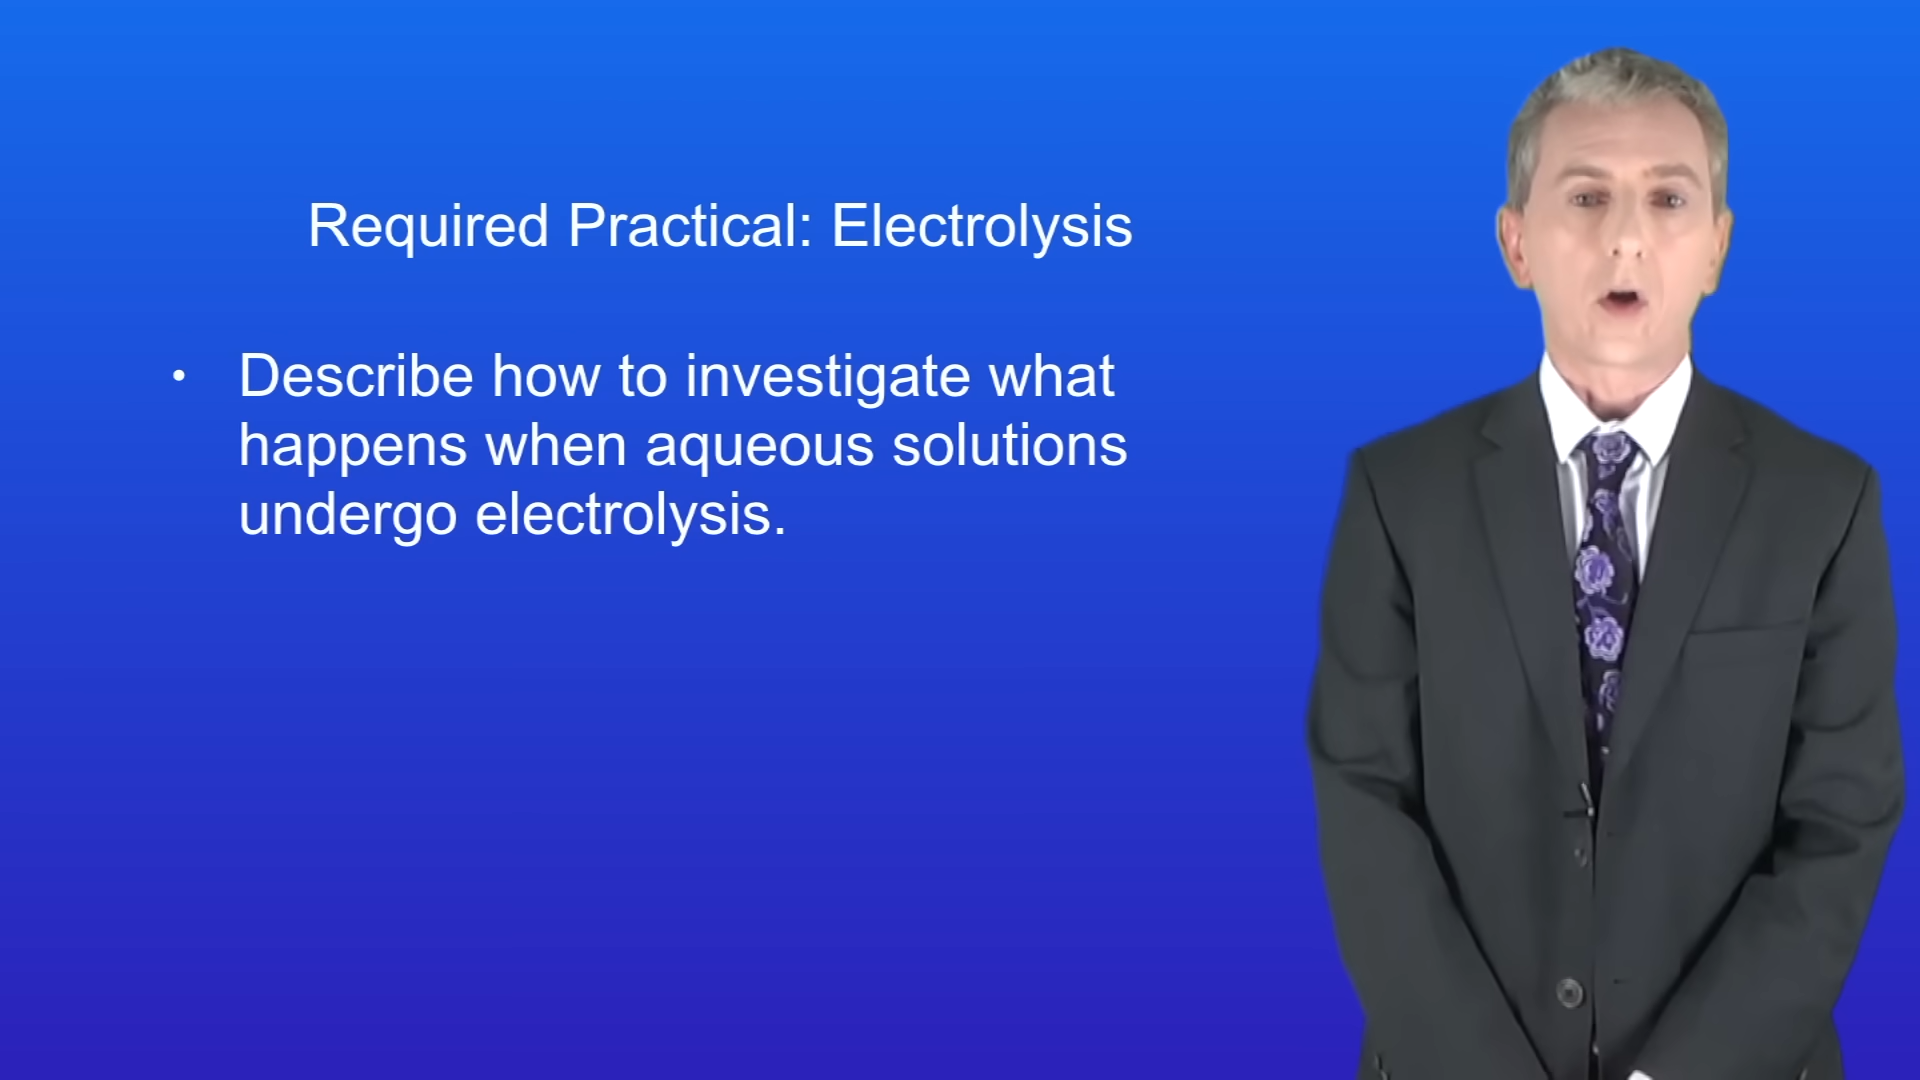 Required Practical: Electrolysis
• Describe how to investigate what
happens when aqueous solutions
undergo electrolysis.